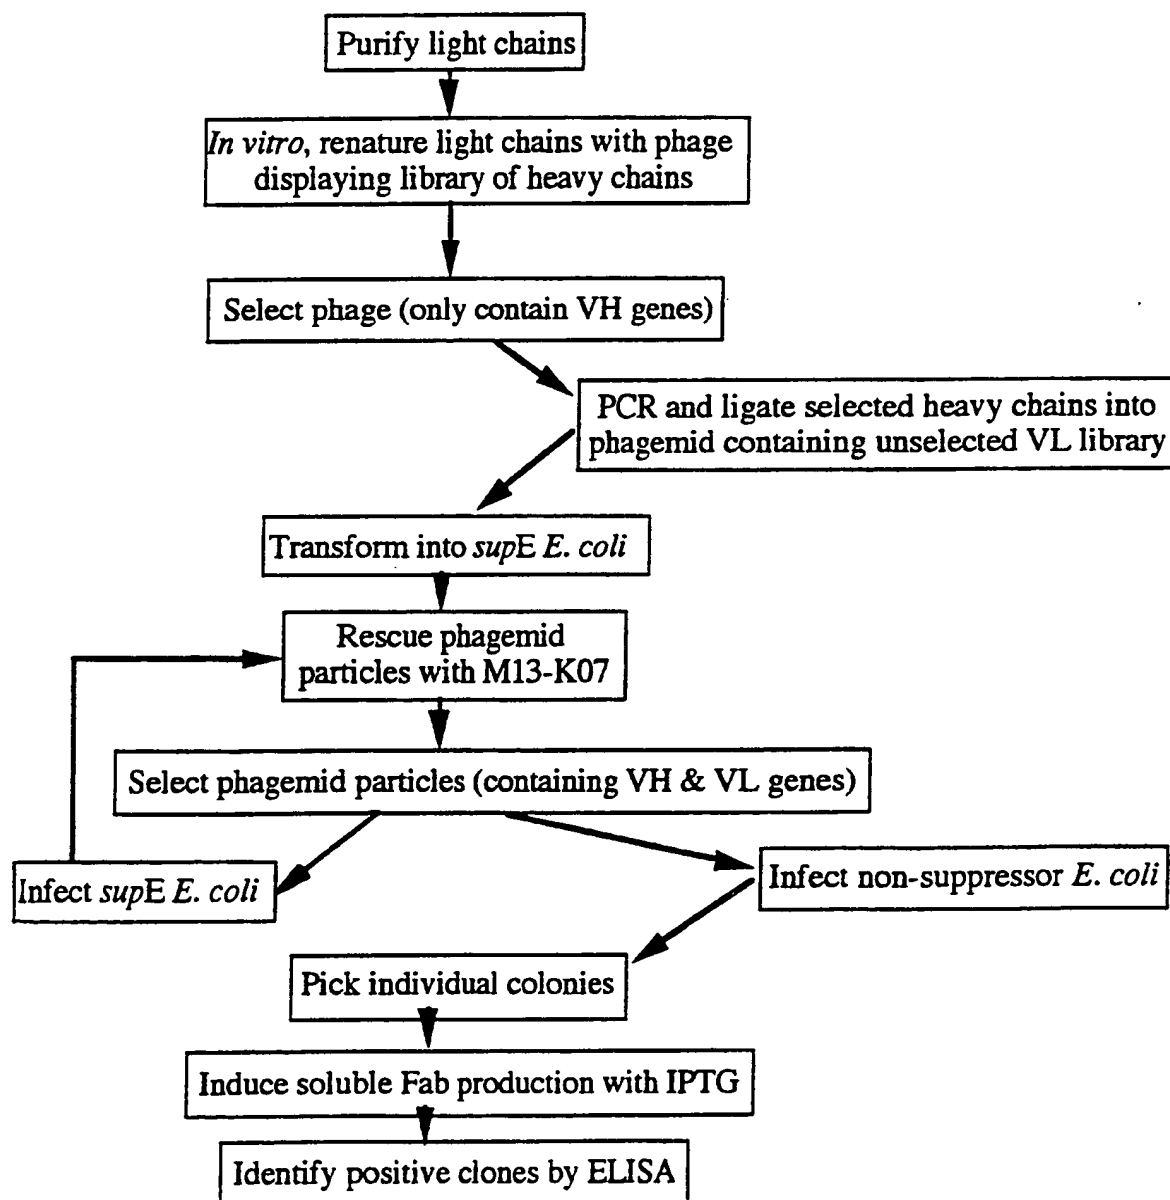 Purify light chains
In vitro, renature light chains with phage
displaying library of heavy chains
Select phage (only contain VH genes)
PCR and ligate selected heavy chains into
phagemid containing unselected VL library
Transform into supE E. coli
Rescue phagemid
particles with M13-K07
Select phagemid particles (containing VH & VL genes)
Infect supE E. coli
Infect non-suppressor E. coli
Pick individual colonies
Induce soluble Fab production with IPTG
Identify positive clones by ELISA